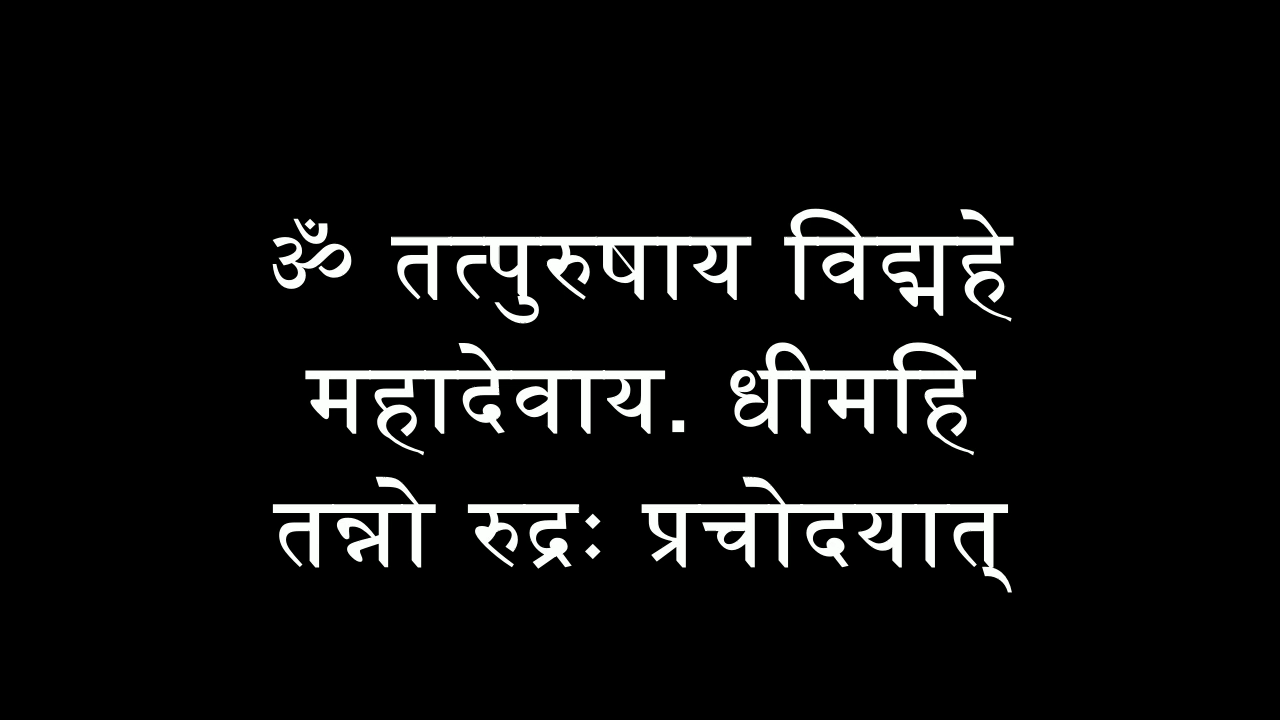 ॐ तत्पुरुषाय विद्महे
महादेवाय. धीमहि
तन्नो रुद्रः प्रचोदयात्